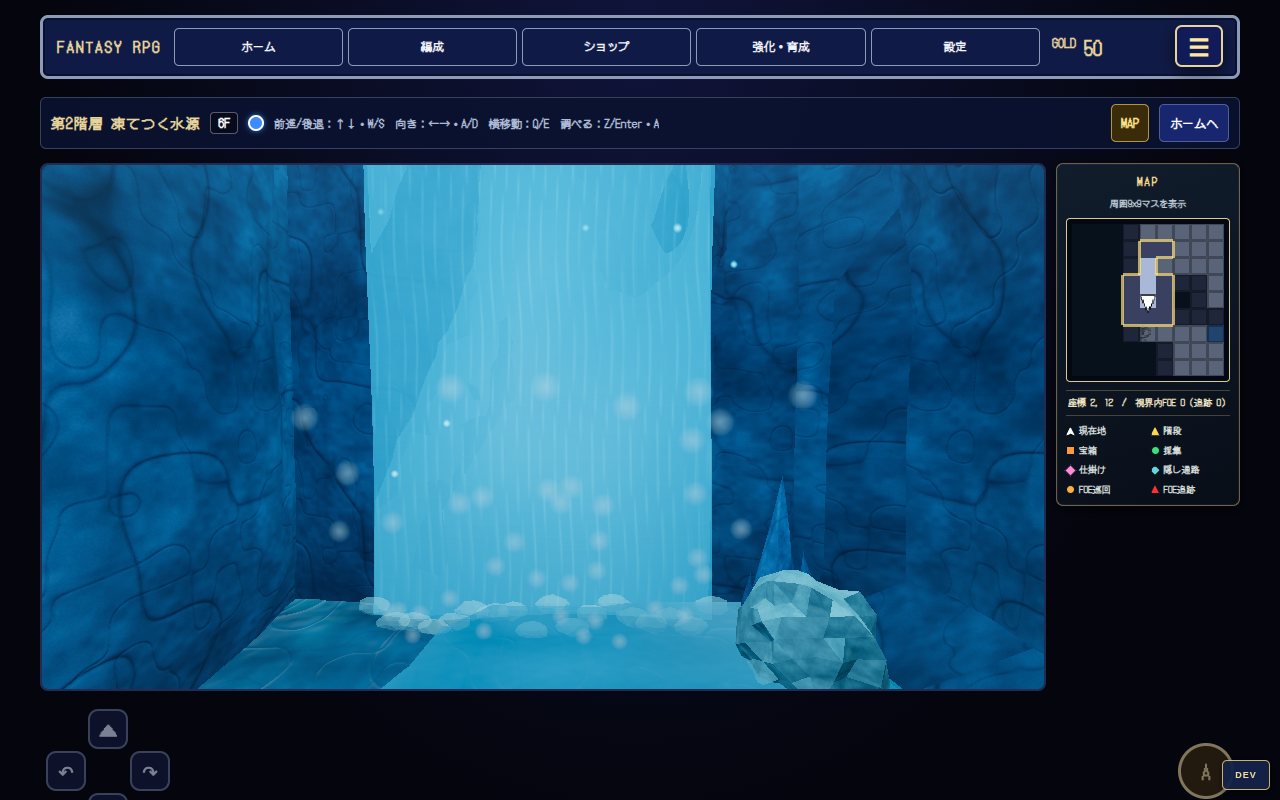 FANTASY RPG ホーム 編成 ショップ 強化・育成 設定 GOLD 50
第2階層 凍てつく水源 6F 前進/後退：↑↓・W/S 向き：←→・A/D 横移動：Q/E 調べる：Z/Enter・A MAP ホームへ
MAP
周囲9x9マスを表示
座標 2, 12 / 視界内FOE 0 (追跡 0)
現在地 階段
宝箱 採集
仕掛け 隠し通路
FOE巡回 FOE追跡
A DEV